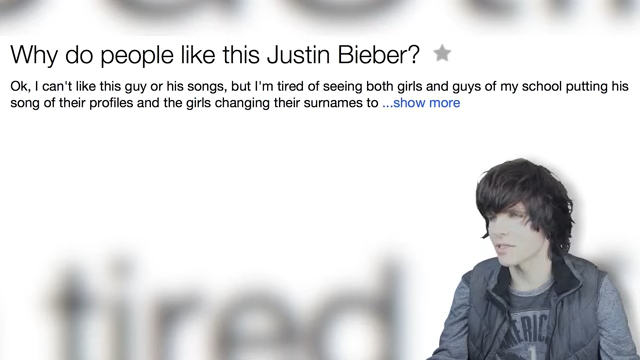 Why do people like this Justin Bieber?
Ok, I can't like this guy or his songs, but I'm tired of seeing both girls and guys of my school putting his
song of their profiles and the girls changing their surnames to ...show more
tired